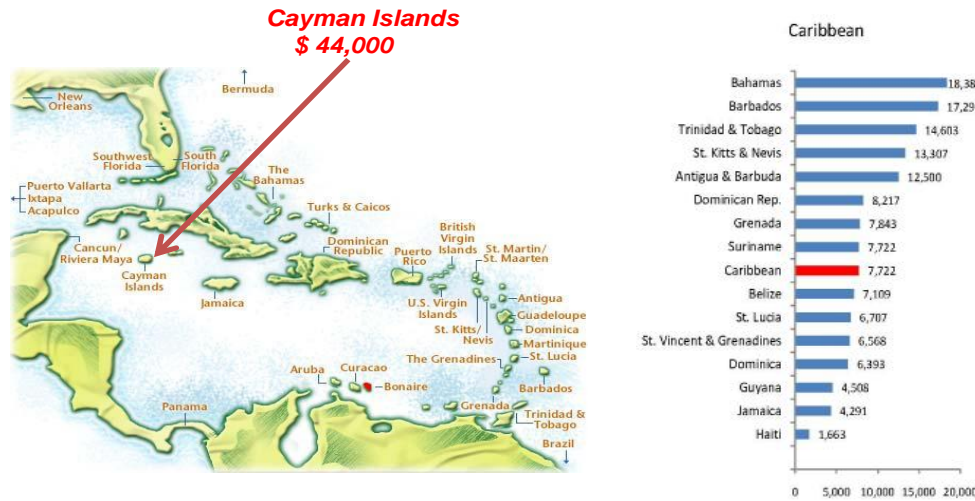 Cayman Islands
$ 44,000
Bermuda
New
Orleans
Southwest
Florida
South
Florida
The
Bahamas
Puerto Vallarta
Ixtapa
Acapulco
Turks & Caicos
Cancun/
Riviera Maya
Cayman
Islands
Jamaica
Dominican
Republic
Puerto
Rico
British
Virgin
Islands
St. Martin/
St. Maarten
U.S. Virgin
Islands
St. Kitts/
Nevis
Antigua
Guadeloupe
Dominica
Martinique
St. Lucia
The Grenadines
Barbados
Aruba
Curacao
Bonaire
Grenada
Trinidad &
Tobago
Panama
Brazil
Caribbean
Bahamas 18,38
Barbados 17,29
Trinidad & Tobago 14,603
St. Kitts & Nevis 13,307
Antigua & Barbuda 12,500
Dominican Rep. 8,217
Grenada 7,843
Suriname 7,722
Caribbean 7,722
Belize 7,109
St. Lucia 6,707
St. Vincent & Grenadines 6,568
Dominica 6,393
Guyana 4,508
Jamaica 4,291
Haiti 1,663
0 5,000 10,000 15,000 20,000